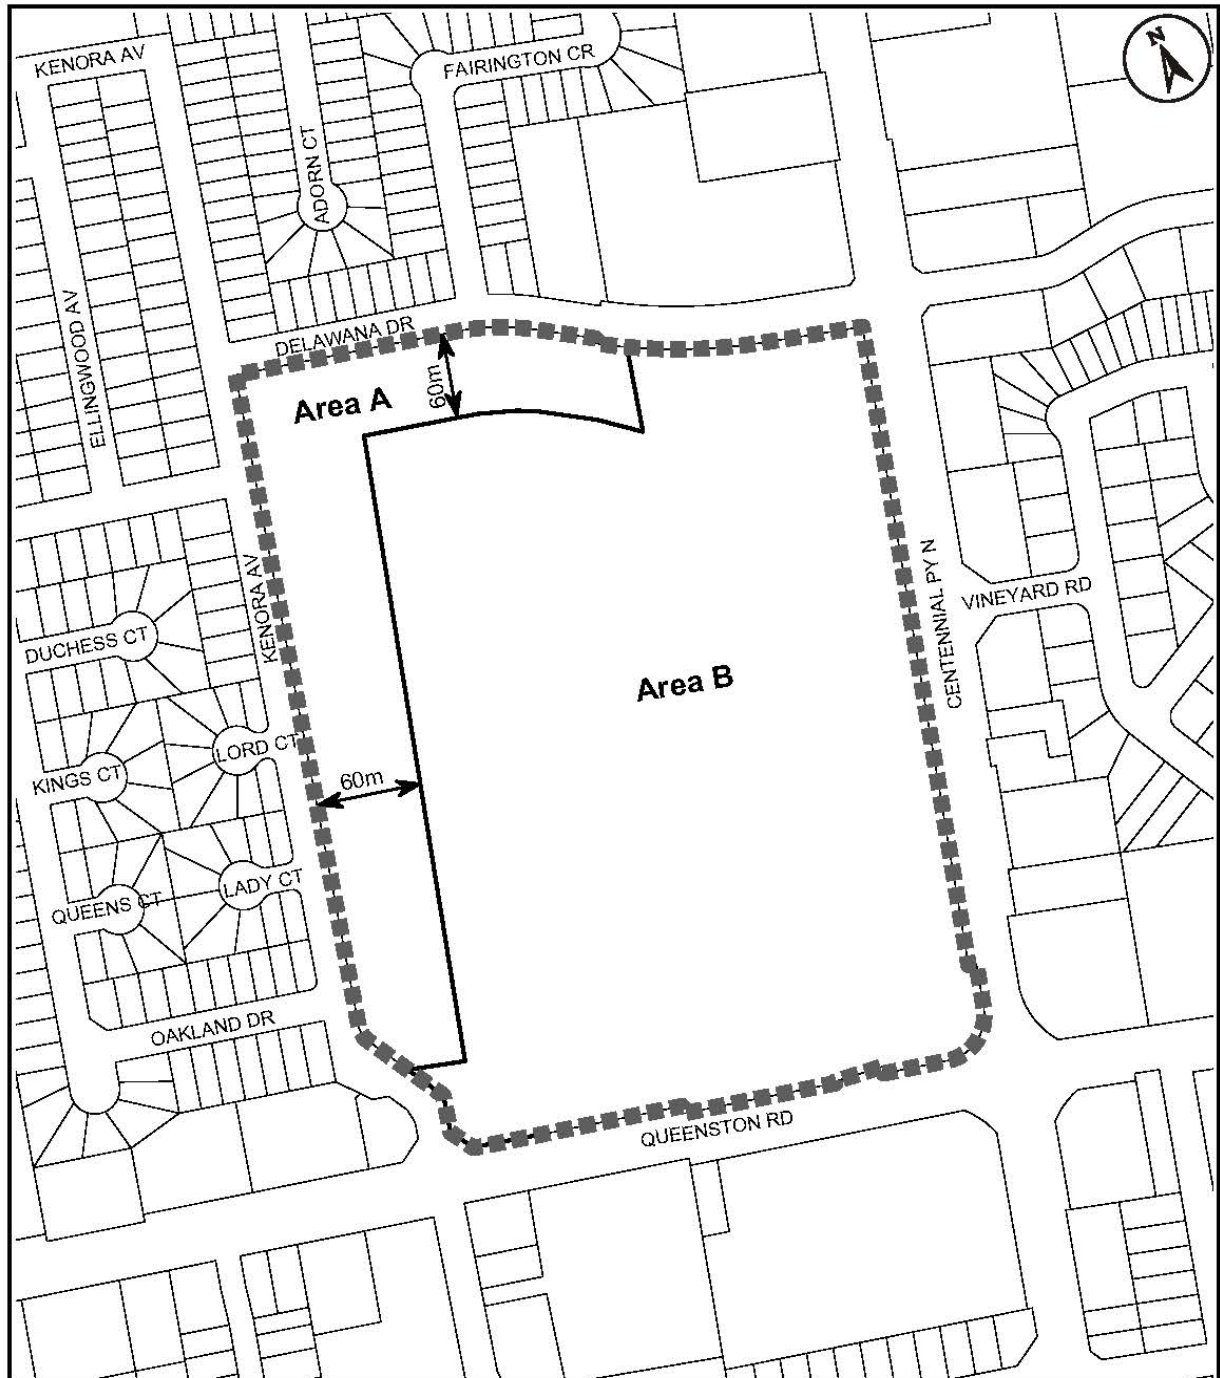 KENORA AV
FAIRINGTON CR
N
ADORN CT
ELLINGWOOD AV
DELAWANA DR
60m
Area A
KENORA AV
CENTENNIAL PY N
VINEYARD RD
DUCHESS CT
Area B
LORD CT
KINGS CT
60m
LADY CT
QUEENS CT
OAKLAND DR
QUEENSTON RD